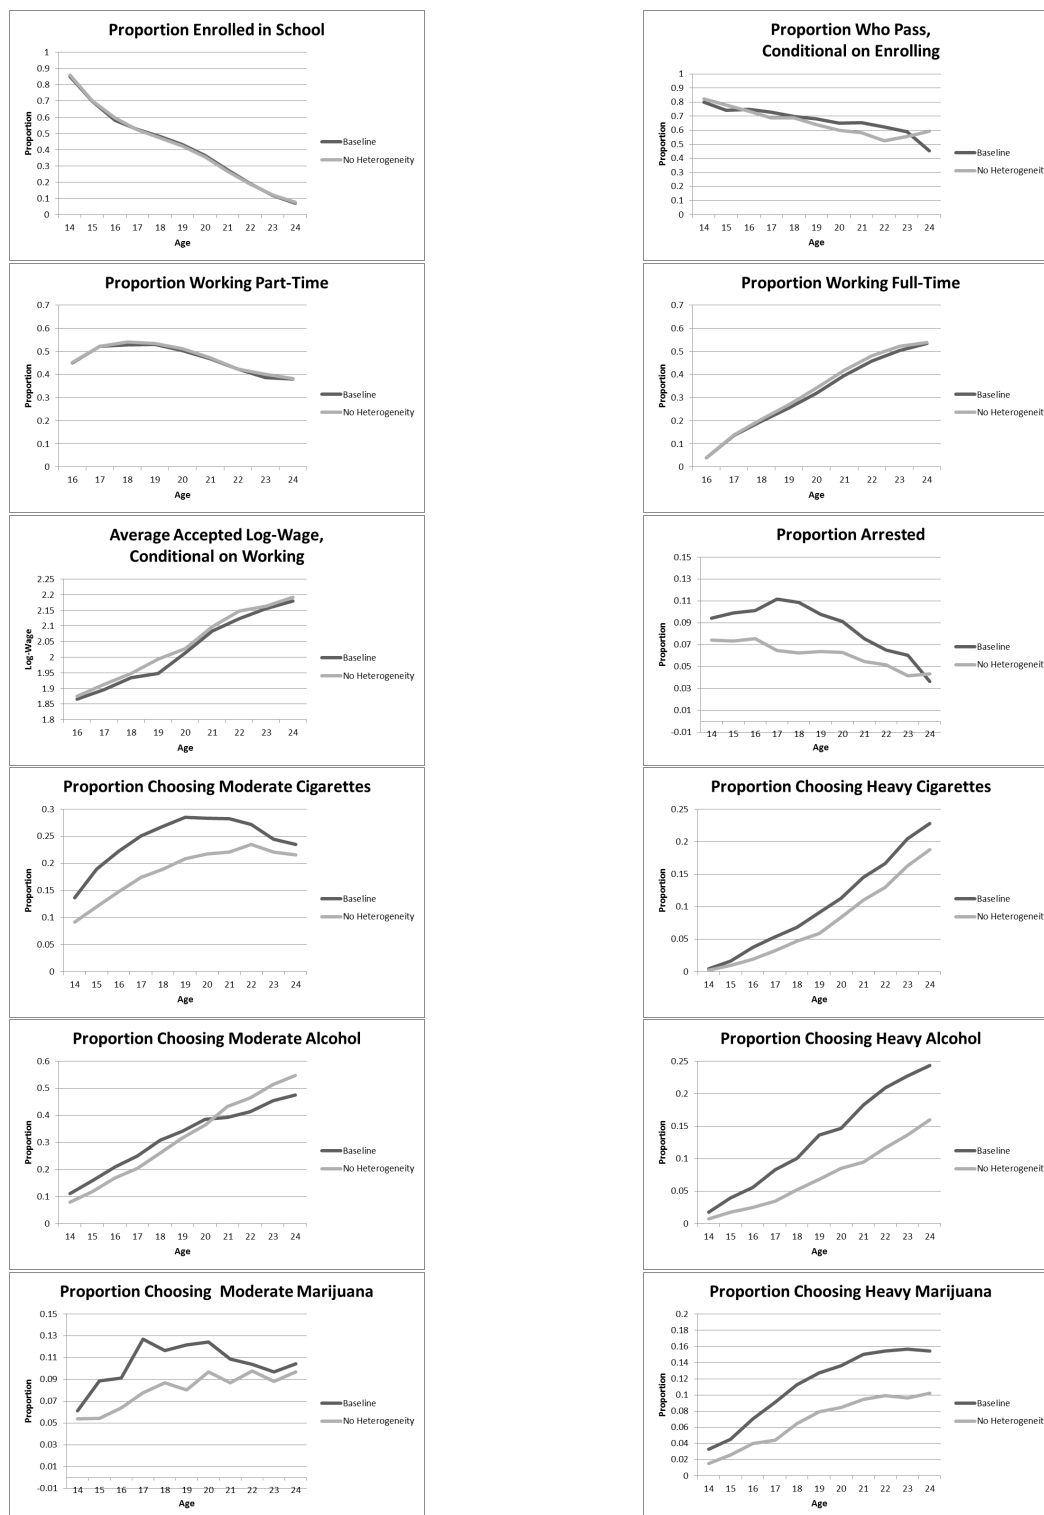 Proportion Enrolled in School
1
0.9
0.8
0.7
0.6
0.5
0.4
0.3
0.2
0.1
0
Proportion
14 15 16 17 18 19 20 21 22 23 24
Age
Baseline
No Heterogeneity
Proportion Who Pass,
Conditional on Enrolling
1
0.9
0.8
0.7
0.6
0.5
0.4
0.3
0.2
0.1
0
Proportion
14 15 16 17 18 19 20 21 22 23 24
Age
Baseline
No Heterogeneit
Proportion Working Part-Time
0.7
0.6
0.5
0.4
0.3
0.2
0.1
0
Proportion
16 17 18 19 20 21 22 23 24
Age
Baseline
No Heterogeneity
Proportion Working Full-Time
0.7
0.6
0.5
0.4
0.3
0.2
0.1
0
Proportion
16 17 18 19 20 21 22 23 24
Age
Baseline
No Heterogeneit
Average Accepted Log-Wage,
Conditional on Working
2.25
2.2
2.15
2.1
2.05
2
1.95
1.9
1.85
1.8
Log-Wage
16 17 18 19 20 21 22 23 24
Age
Baseline
No Heterogeneity
Proportion Arrested
0.15
0.13
0.11
0.09
0.07
0.05
0.03
0.01
-0.01
Proportion
14 15 16 17 18 19 20 21 22 23 24
Age
Baseline
No Heterogeneit
Proportion Choosing Moderate Cigarettes
0.3
0.25
0.2
0.15
0.1
0.05
0
Proportion
14 15 16 17 18 19 20 21 22 23 24
Age
Baseline
No Heterogeneity
Proportion Choosing Heavy Cigarettes
0.25
0.2
0.15
0.1
0.05
0
Proportion
14 15 16 17 18 19 20 21 22 23 24
Age
Baseline
No Heterogeneit
Proportion Choosing Moderate Alcohol
0.6
0.5
0.4
0.3
0.2
0.1
0
Proportion
14 15 16 17 18 19 20 21 22 23 24
Age
Baseline
No Heterogeneity
Proportion Choosing Heavy Alcohol
0.25
0.2
0.15
0.1
0.05
0
Proportion
14 15 16 17 18 19 20 21 22 23 24
Age
Baseline
No Heterogeneit
Proportion Choosing Moderate Marijuana
0.15
0.13
0.11
0.09
0.07
0.05
0.03
0.01
-0.01
Proportion
14 15 16 17 18 19 20 21 22 23 24
Age
Baseline
No Heterogeneity
Proportion Choosing Heavy Marijuana
0.2
0.18
0.16
0.14
0.12
0.1
0.08
0.06
0.04
0.02
0
Proportion
14 15 16 17 18 19 20 21 22 23 24
Age
Baseline
No Heterogeneit